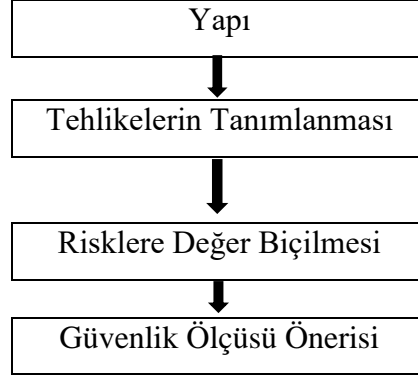 Yapı
Tehlikelerin Tanımlanması
Risklere Değer Biçilmesi
Güvenlik Ölçüsü Önerisi